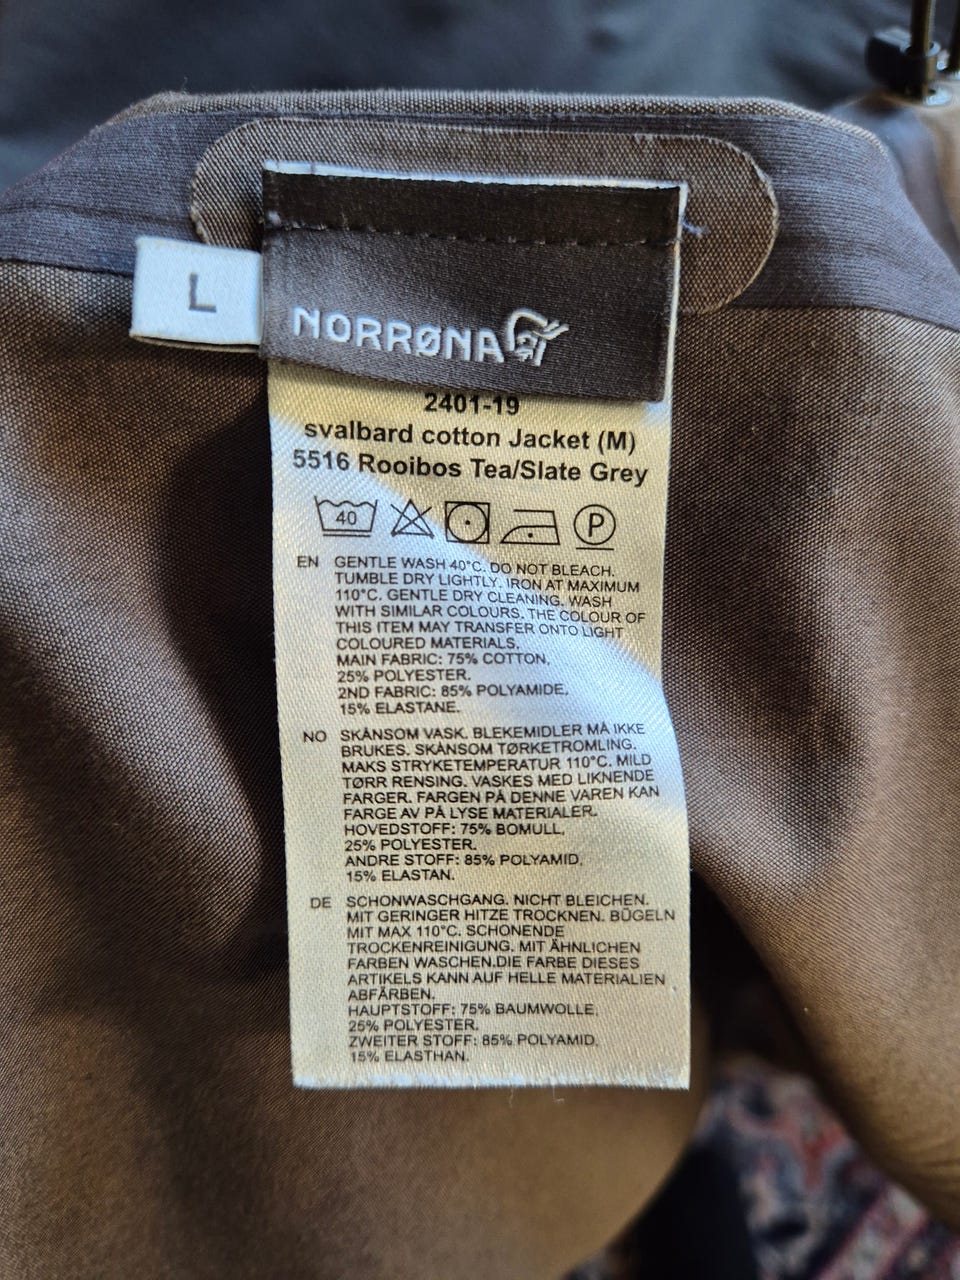 L
NORRØNA
2401-19
svalbard cotton Jacket (M)
5516 Rooibos Tea/Slate Grey
40
P
EN GENTLE WASH 40°C. DO NOT BLEACH.
TUMBLE DRY LIGHTLY. IRON AT MAXIMUM
110°C. GENTLE DRY CLEANING. WASH
WITH SIMILAR COLOURS. THE COLOUR OF
THIS ITEM MAY TRANSFER ONTO LIGHT
COLOURED MATERIALS.
MAIN FABRIC: 75% COTTON,
25% POLYESTER.
2ND FABRIC: 85% POLYAMIDE,
15% ELASTANE.
NO SKÅNSOM VASK. BLEKEMIDLER MÅ IKKE
BRUKES. SKÅNSOM TØRKETROMLING.
MAKS STRYKETEMPERATUR 110°C. MILD
TØRR RENSING. VASKES MED LIKNENDE
FARGER. FARGEN PÅ DENNE VAREN KAN
FARGE AV PÅ LYSE MATERIALER.
HOVEDSTOFF: 75% BOMULL,
25% POLYESTER.
ANDRE STOFF: 85% POLYAMID,
15% ELASTAN.
DE SCHONWASCHGANG. NICHT BLEICHEN.
MIT GERINGER HITZE TROCKNEN. BÜGELN
MIT MAX 110°C. SCHONENDE
TROCKENREINIGUNG. MIT ÄHNLICHEN
FARBEN WASCHEN.DIE FARBE DIESES
ARTIKELS KANN AUF HELLE MATERIALIEN
ABFÄRBEN.
HAUPTSTOFF: 75% BAUMWOLLE,
25% POLYESTER.
ZWEITER STOFF: 85% POLYAMID,
15% ELASTHAN.